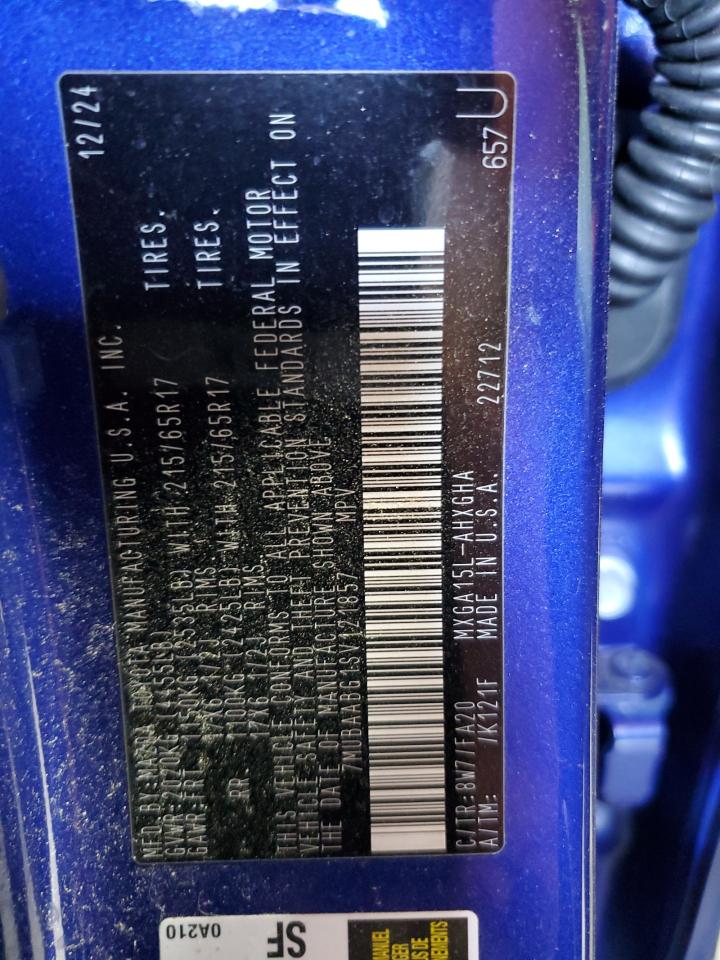 12/24
MFD.BY:MAZDA TOYOTA MANUFACTURING U.S.A. INC.
GVWR:2020KG(4455LB)
GAWR:FRT 1150KG(2535LB) WITH 215/65R17 TIRES.
17X6 1/2J RIMS
RR 1100KG(2425LB) WITH 215/65R17 TIRES.
17X6 1/2J RIMS
THIS VEHICLE CONFORMS TO ALL APPLICABLE FEDERAL MOTOR
VEHICLE SAFETY AND THEFT PREVENTION STANDARDS IN EFFECT ON
THE DATE OF MANUFACTURE SHOWN ABOVE.
MPV
C/TR:8W7/FA20 MXGA15L-AHXGHA 657 U
A/TM: /K121F MADE IN U.S.A. 22712
0A210
SF